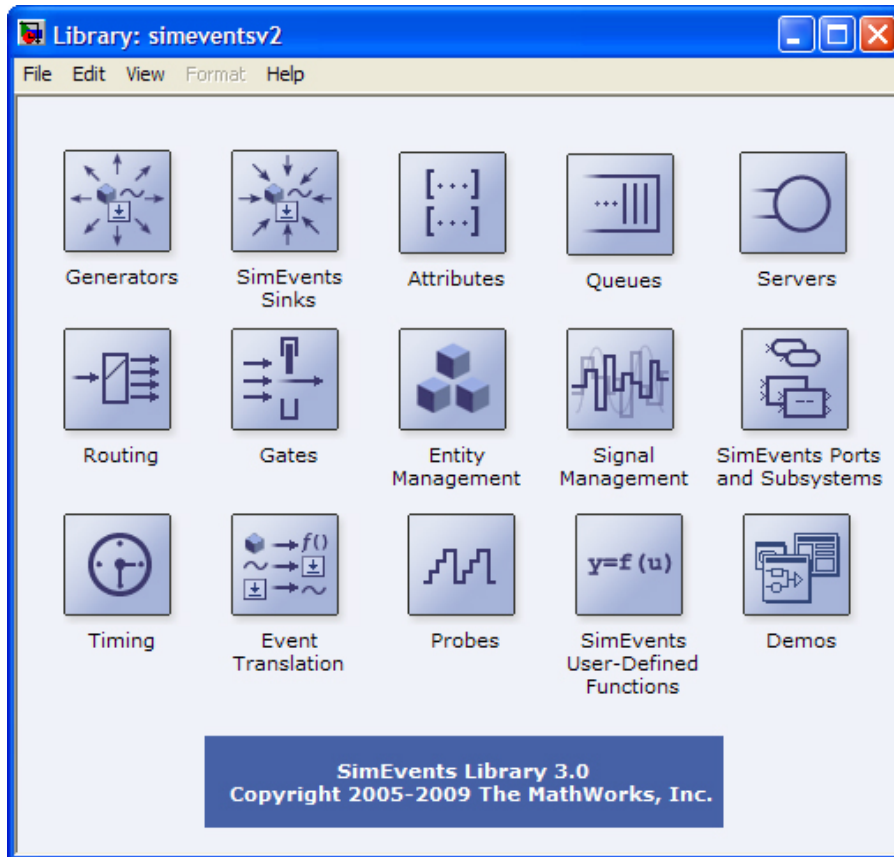 Library: simeventsv2
File Edit View Format Help
[...]
[...]
Generators SimEvents Sinks Attributes Queues Servers
Routing Gates Entity Management Signal Management SimEvents Ports and Subsystems
f()
y=f(u)
Timing Event Translation Probes SimEvents User-Defined Functions Demos
SimEvents Library 3.0
Copyright 2005-2009 The MathWorks, Inc.